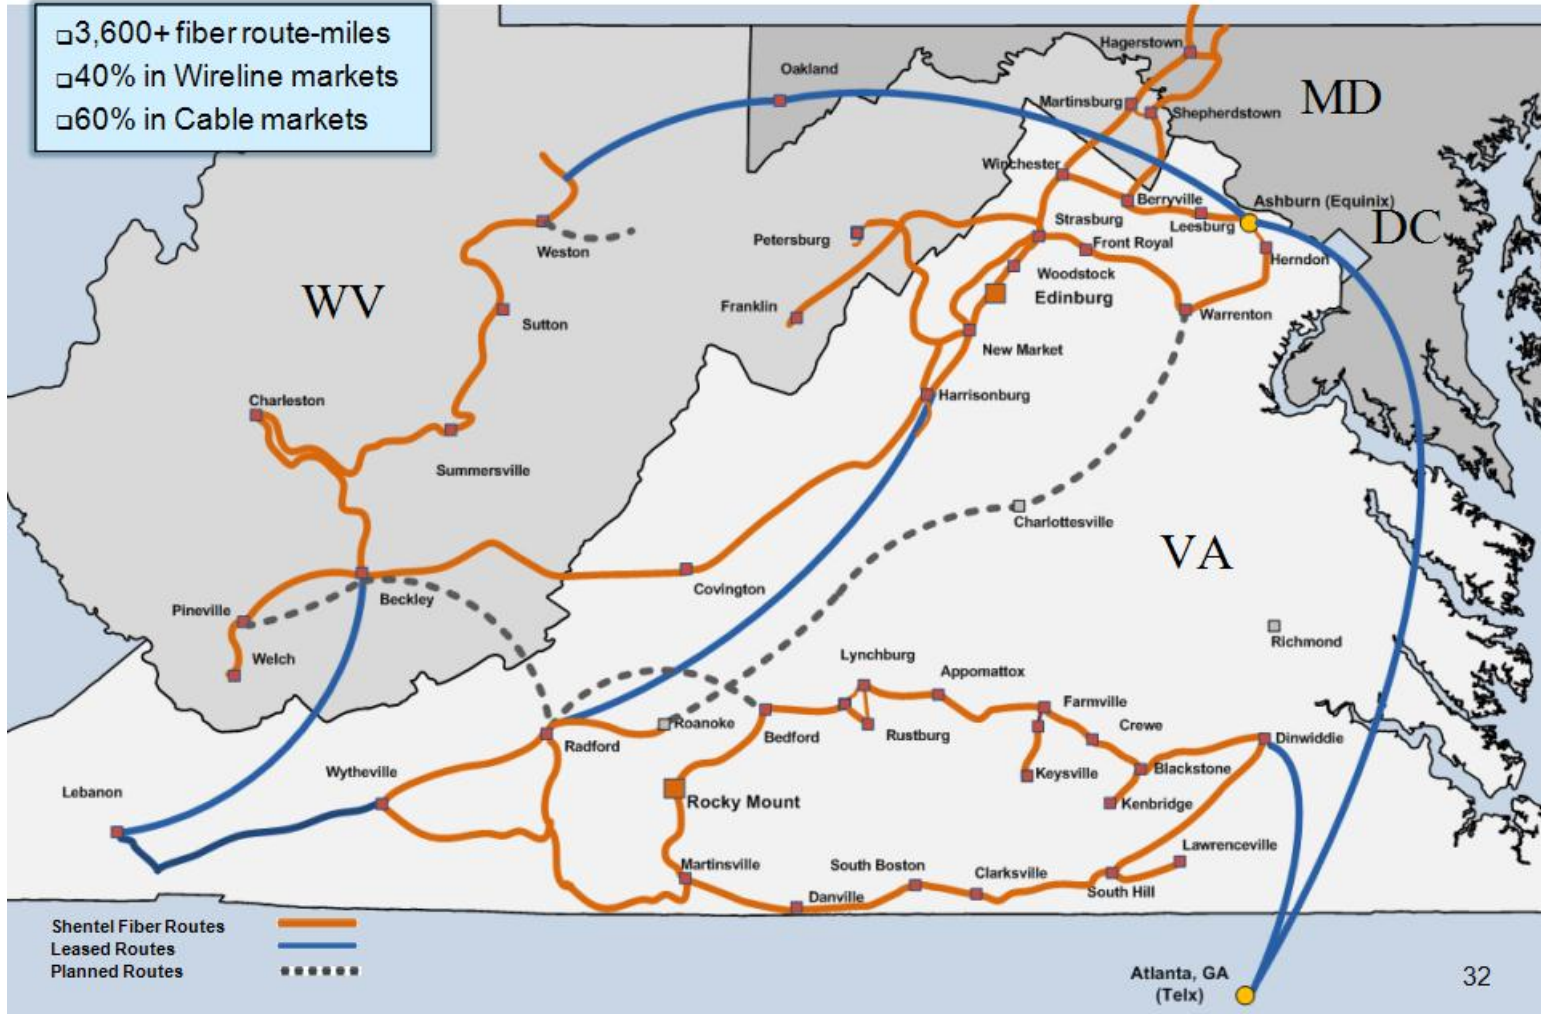 ❑3,600+ fiber route-miles
❑40% in Wireline markets
❑60% in Cable markets
Hagerstown
Oakland
MD
Martinsburg
Shepherdstown
Winchester
Berryville
Ashburn (Equinix)
Strasburg
Leesburg
DC
Petersburg
Front Royal
Weston
Herndon
Woodstock
WV
Edinburg
Franklin
Warrenton
Sutton
New Market
Charleston
Harrisonburg
Summersville
Charlottesville
VA
Covington
Beckley
Pineville
Richmond
Welch
Lynchburg
Appomattox
Farmville
Roanoke
Crewe
Radford
Bedford
Rustburg
Dinwiddie
Wytheville
Blackstone
Keysville
Lebanon
Rocky Mount
Kenbridge
Lawrenceville
Martinsville
South Boston
Clarksville
South Hill
Danville
Shentel Fiber Routes
Leased Routes
Planned Routes
Atlanta, GA
(Telx)
32